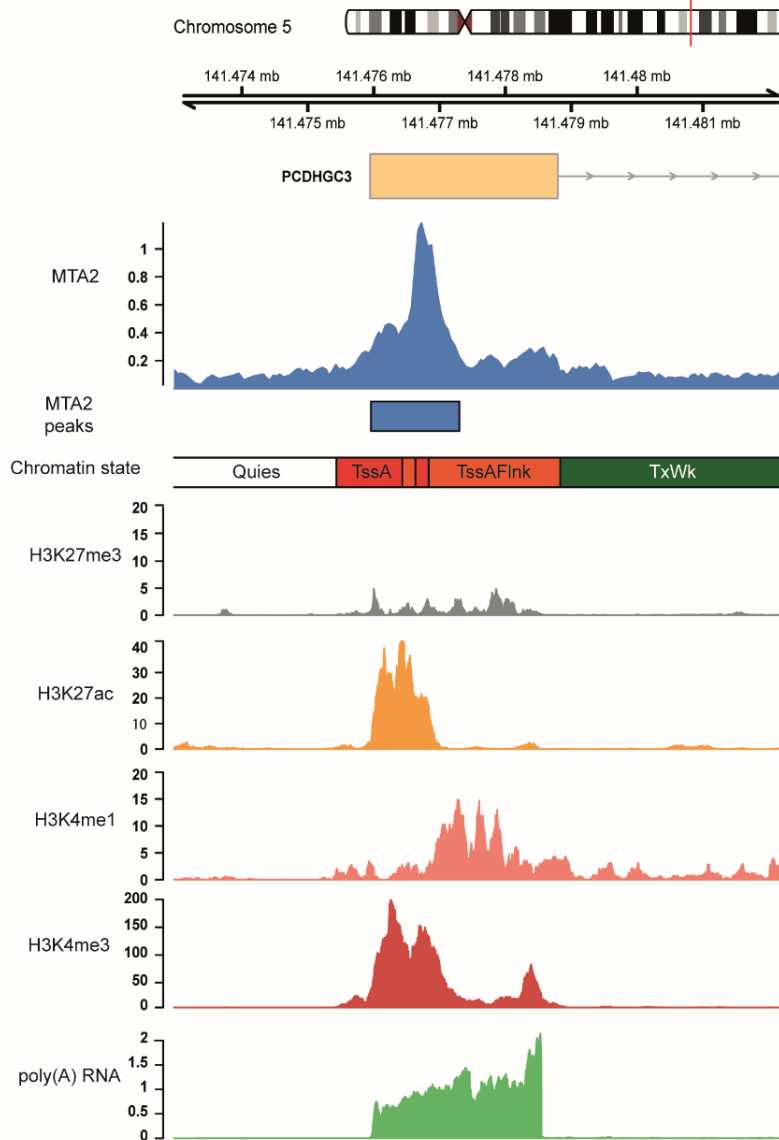 Chromosome 5
141.474 mb 141.476 mb 141.478 mb 141.48 mb
141.475 mb 141.477 mb 141.479 mb 141.481 mb
PCDHGC3
MTA2
1
0.8
0.6
0.4
0.2
MTA2
peaks
Chromatin state Quies TssA TssAFlnk TxWk
H3K27me3
20
15
10
5
0
H3K27ac
40
30
20
10
0
H3K4me1
20
15
10
5
0
H3K4me3
200
150
100
50
0
poly(A) RNA
2
1.5
1
0.5
0